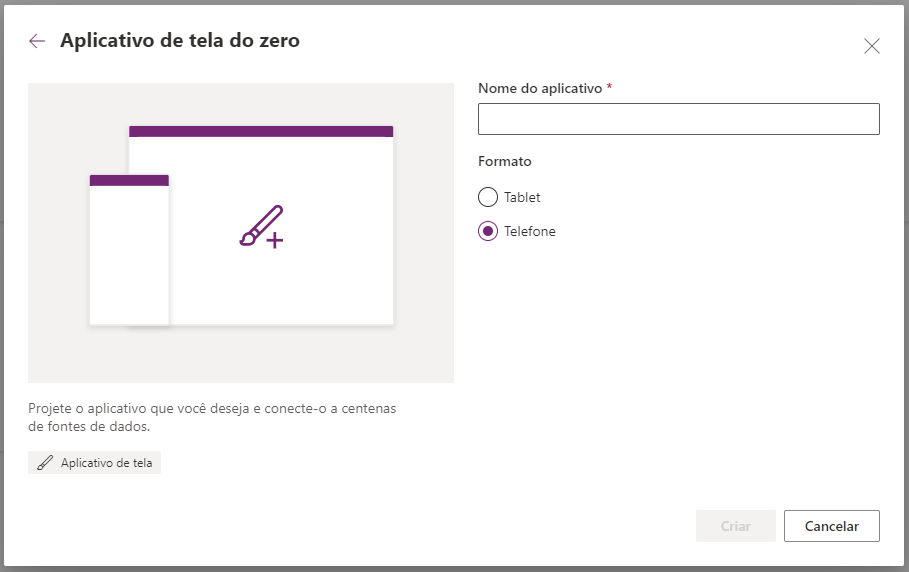 Aplicativo de tela do zero
Nome do aplicativo *
Formato
Tablet
Telefone
Projete o aplicativo que você deseja e conecte-o a centenas
de fontes de dados.
Aplicativo de tela
Criar
Cancelar